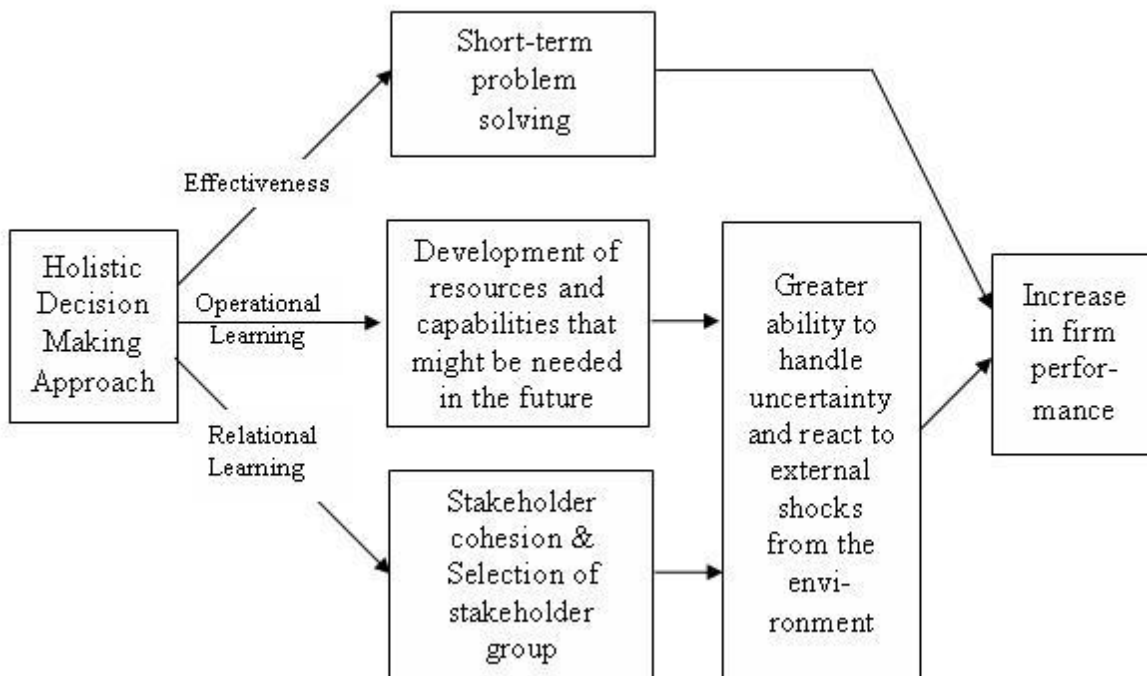 Short-term
problem
solving
Effectiveness
Holistic
Decision
Making
Approach
Operational
Learning
Relational
Learning
Development of
resources and
capabilities that
might be needed
in the future
Stakeholder
cohesion &
Selection of
stakeholder
group
Greater
ability to
handle
uncertainty
and react to
external
shocks
from the
envi-
ronment
Increase
in firm
perfor-
mance